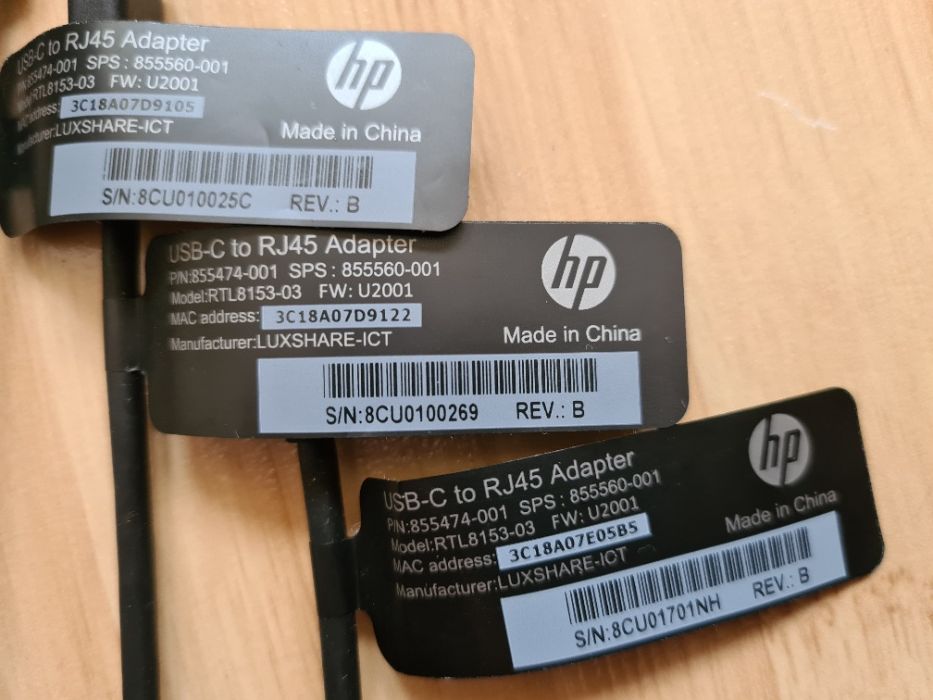 USB-C to RJ45 Adapter
P/N:855474-001 SPS : 855560-001
Model:RTL8153-03 FW: U2001
MAC address: 3C18A07D9105
Manufacturer:LUXSHARE-ICT
hp
Made in China
S/N:8CU010025C REV.: B
USB-C to RJ45 Adapter
P/N:855474-001 SPS : 855560-001
Model:RTL8153-03 FW: U2001
MAC address: 3C18A07D9122
Manufacturer:LUXSHARE-ICT
hp
Made in China
S/N:8CU0100269 REV.: B
USB-C to RJ45 Adapter
P/N:855474-001 SPS : 855560-001
Model:RTL8153-03 FW: U2001
MAC address: 3C18A07E05B5
Manufacturer:LUXSHARE-ICT
hp
Made in China
S/N:8CU01701NH REV.: B